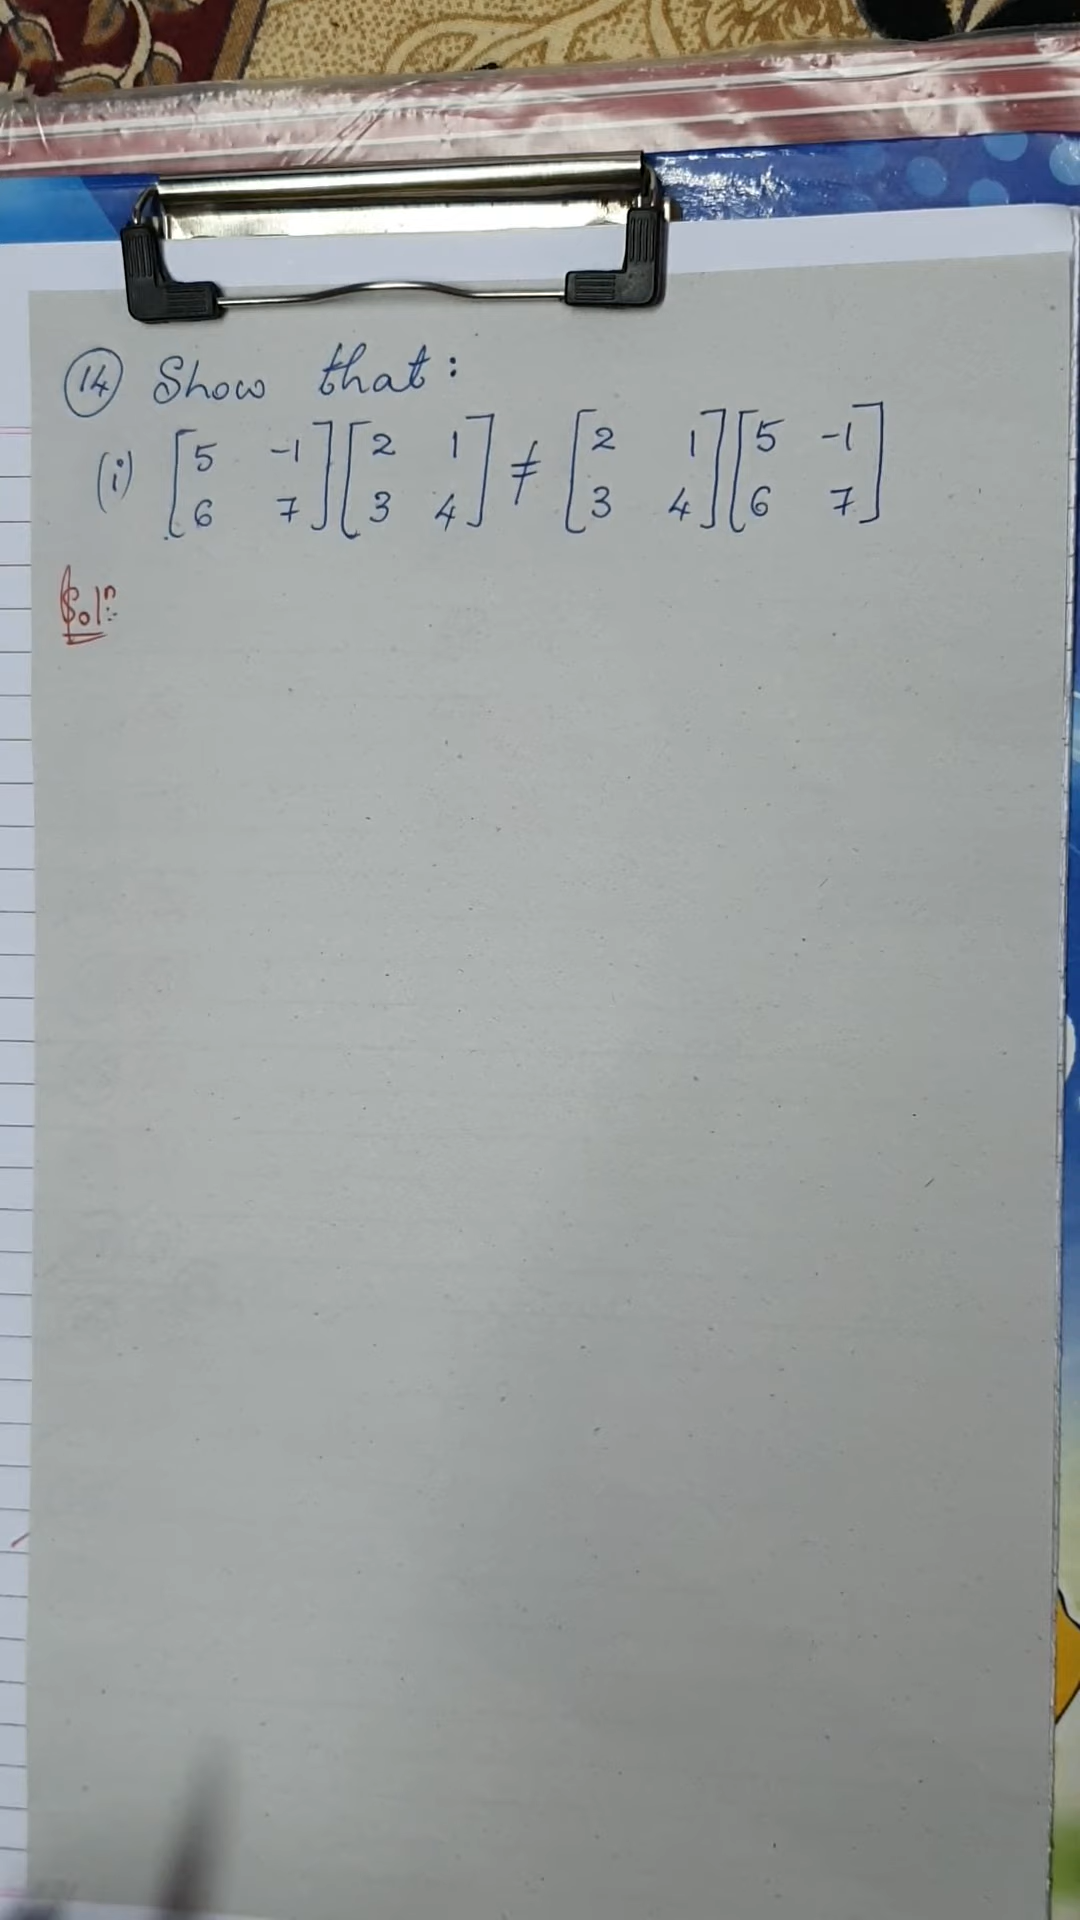 14 Show that:
(i) [5 -1 [2 1 ≠ [2 1 [5 -1
6 7] 3 4] 3 4] 6 7]
Solⁿ: